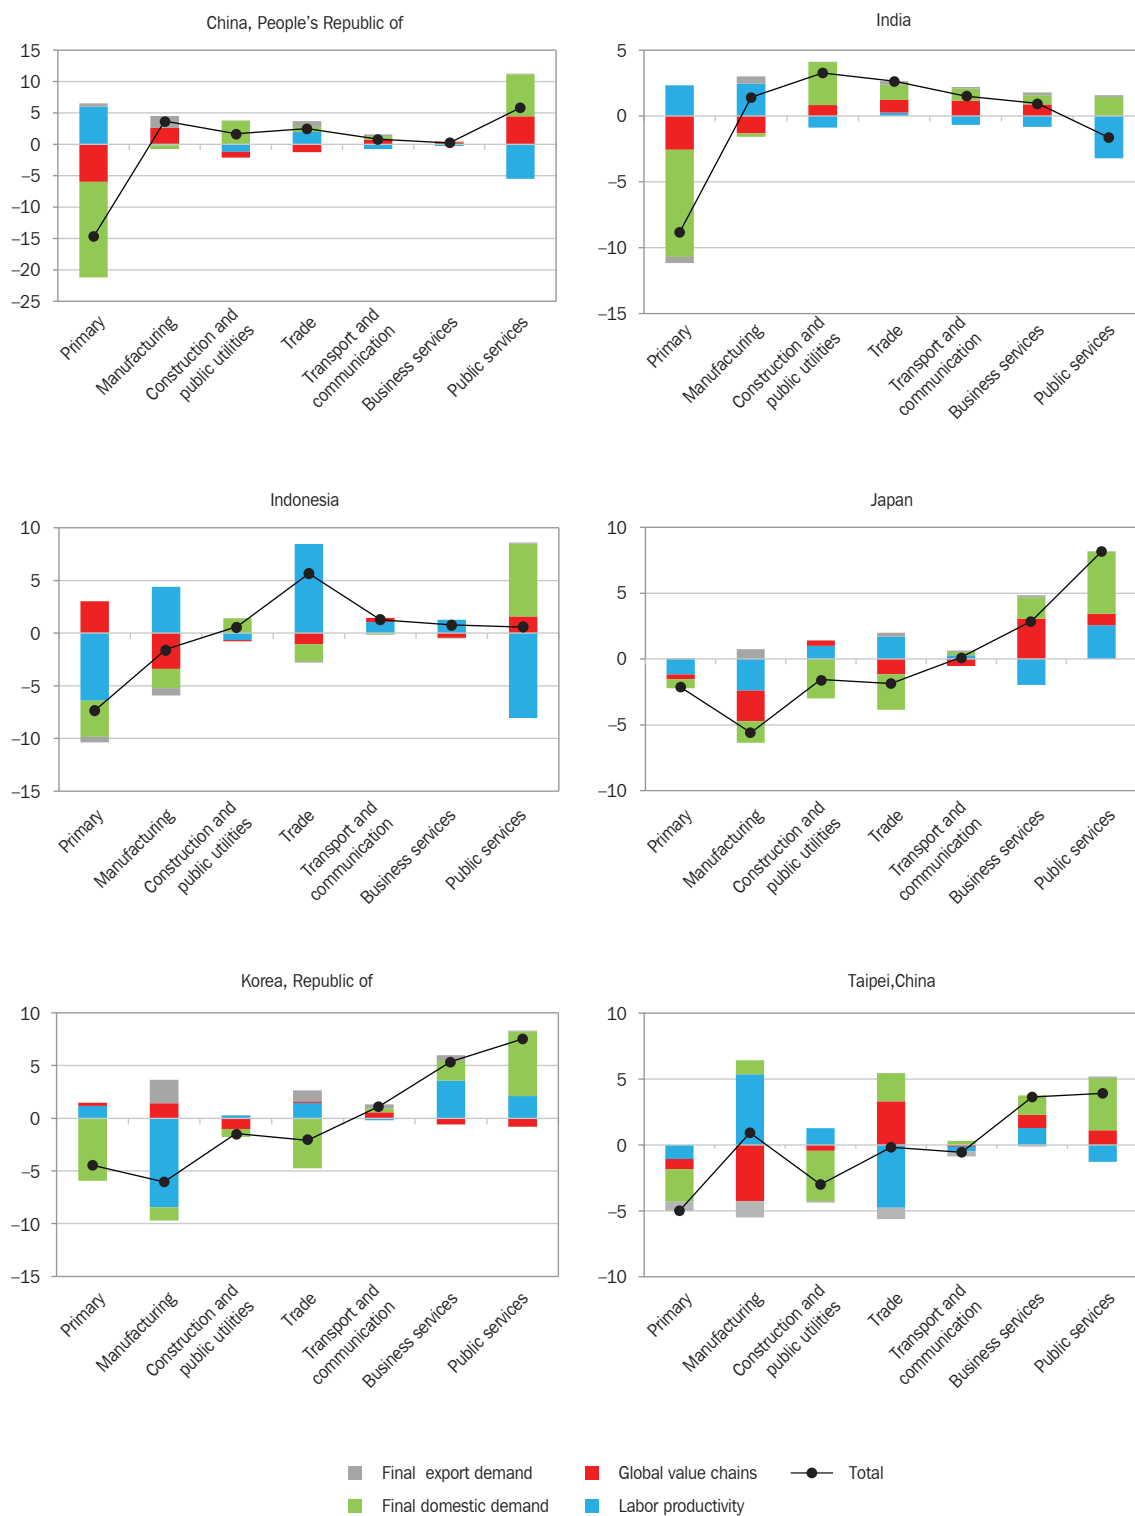 China, People's Republic of
15
10
5
0
–5
–10
–15
–20
–25
Primary
Manufacturing
Construction and
public utilities
Trade
Transport and
communication
Business services
Public services
India
5
0
–5
–10
–15
Primary
Manufacturing
Construction and
public utilities
Trade
Transport and
communication
Business services
Public services
Indonesia
10
5
0
–5
–10
–15
Primary
Manufacturing
Construction and
public utilities
Trade
Transport and
communication
Business services
Public services
Japan
10
5
0
–5
–10
Primary
Manufacturing
Construction and
public utilities
Trade
Transport and
communication
Business services
Public services
Korea, Republic of
10
5
0
–5
–10
–15
Primary
Manufacturing
Construction and
public utilities
Trade
Transport and
communication
Business services
Public services
Taipei,China
10
5
0
–5
–10
Primary
Manufacturing
Construction and
public utilities
Trade
Transport and
communication
Business services
Public services
Final export demand
Global value chains
Total
Final domestic demand
Labor productivity